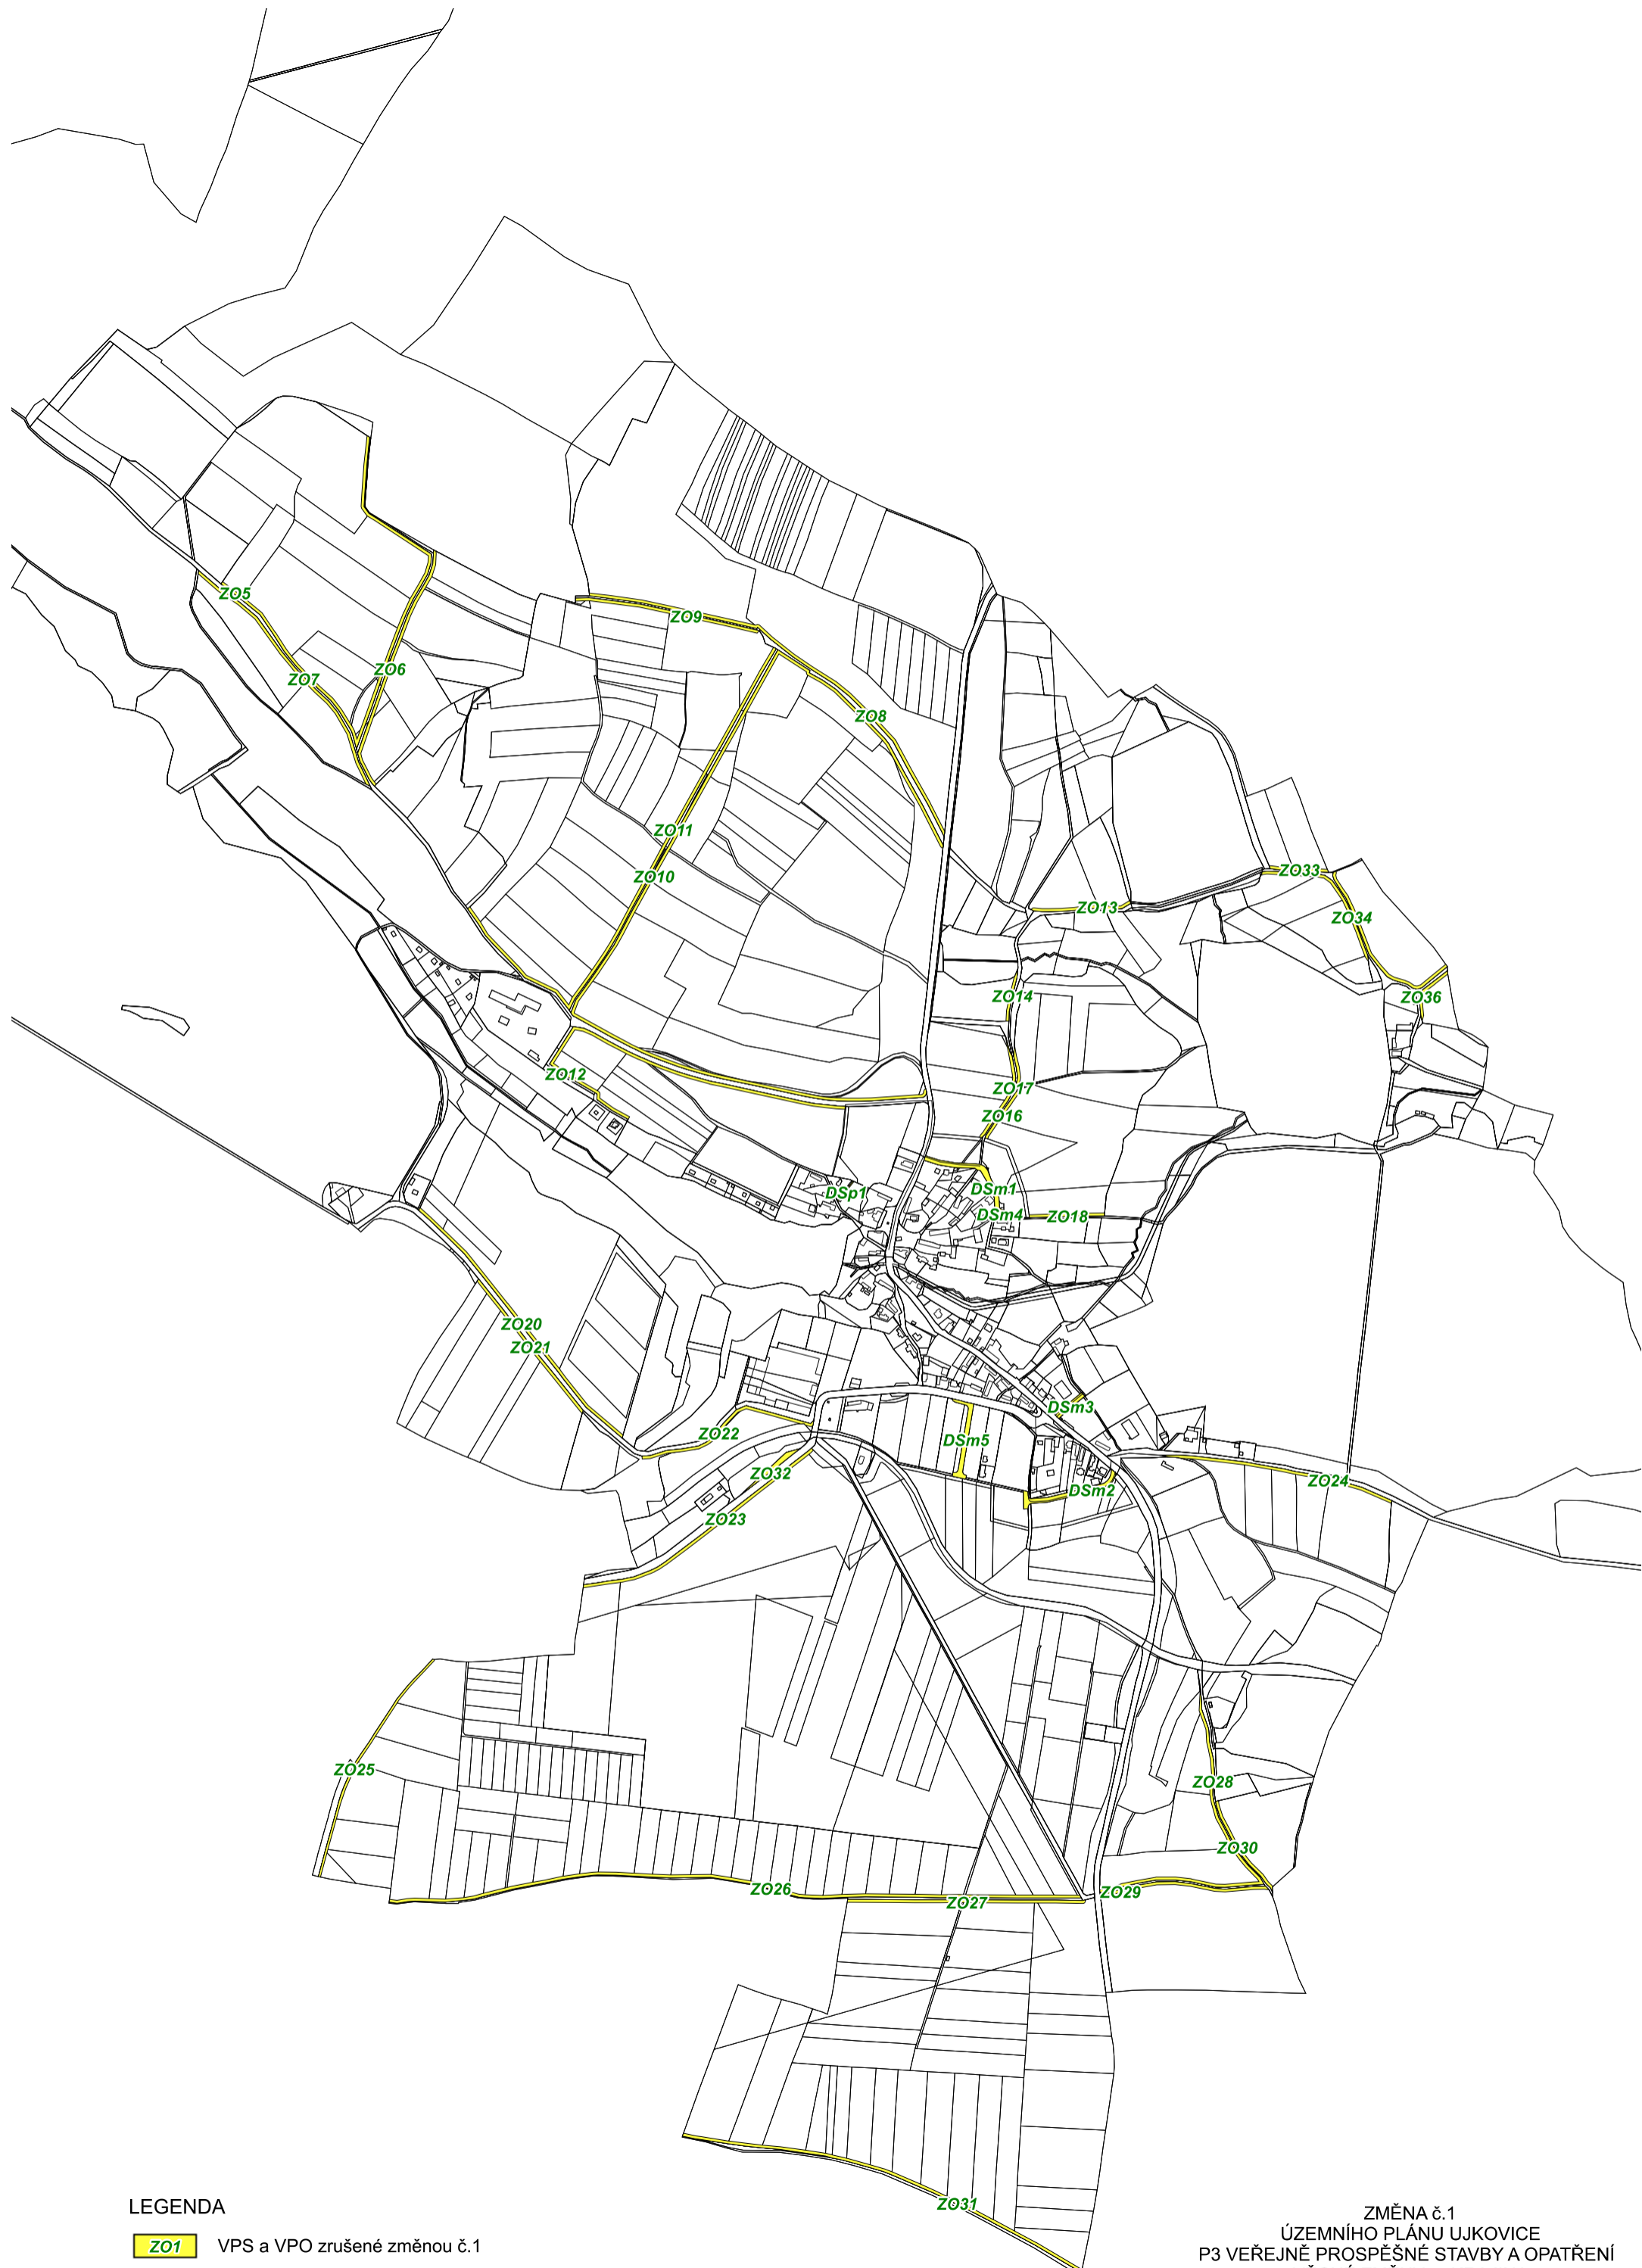 ZO5
ZO9
ZO7
ZO6
ZO8
ZO11
ZO10
ZO33
ZO13
ZO34
ZO14
ZO36
ZO12
ZO17
ZO16
DSp1
DSm1
DSm4
ZO18
ZO20
ZO21
DSm3
ZO22
DSm5
ZO32
ZO24
DSm2
ZO23
ZO25
ZO28
ZO30
ZO26
ZO29
ZO27
ZO31
LEGENDA
ZO1 VPS a VPO zrušené změnou č.1
ZMĚNA č.1
ÚZEMNÍHO PLÁNU UJKOVICE
P3 VEŘEJNĚ PROSPĚŠNÉ STAVBY A OPATŘENÍ